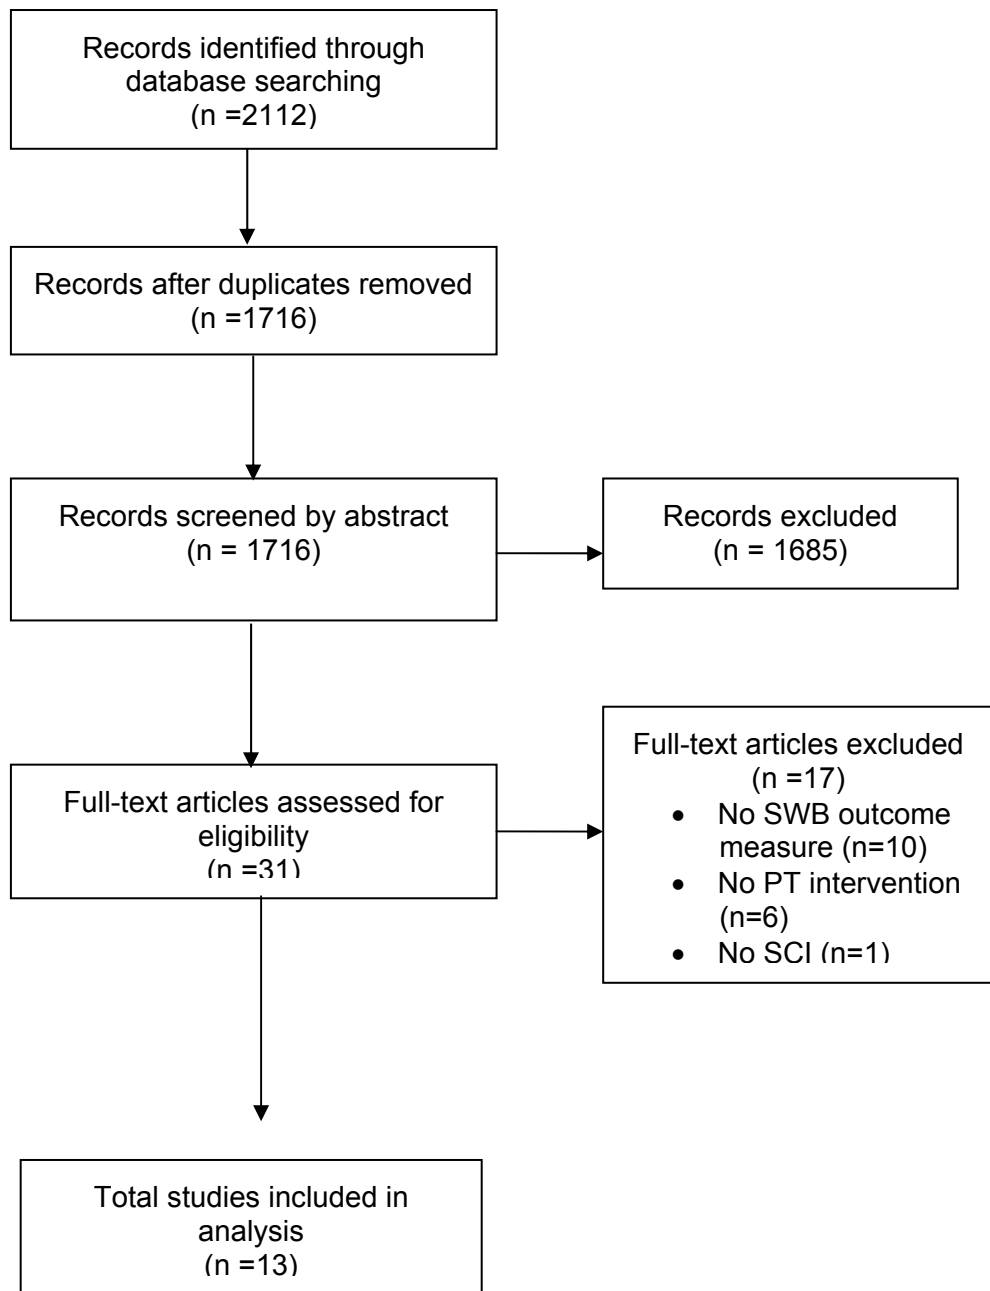 Records identified through
database searching
(n =2112)
Records after duplicates removed
(n =1716)
Records screened by abstract
(n = 1716)
Records excluded
(n = 1685)
Full-text articles assessed for
eligibility
(n =31)
Full-text articles excluded
(n =17)
• No SWB outcome
measure (n=10)
• No PT intervention
(n=6)
• No SCI (n=1)
Total studies included in
analysis
(n =13)